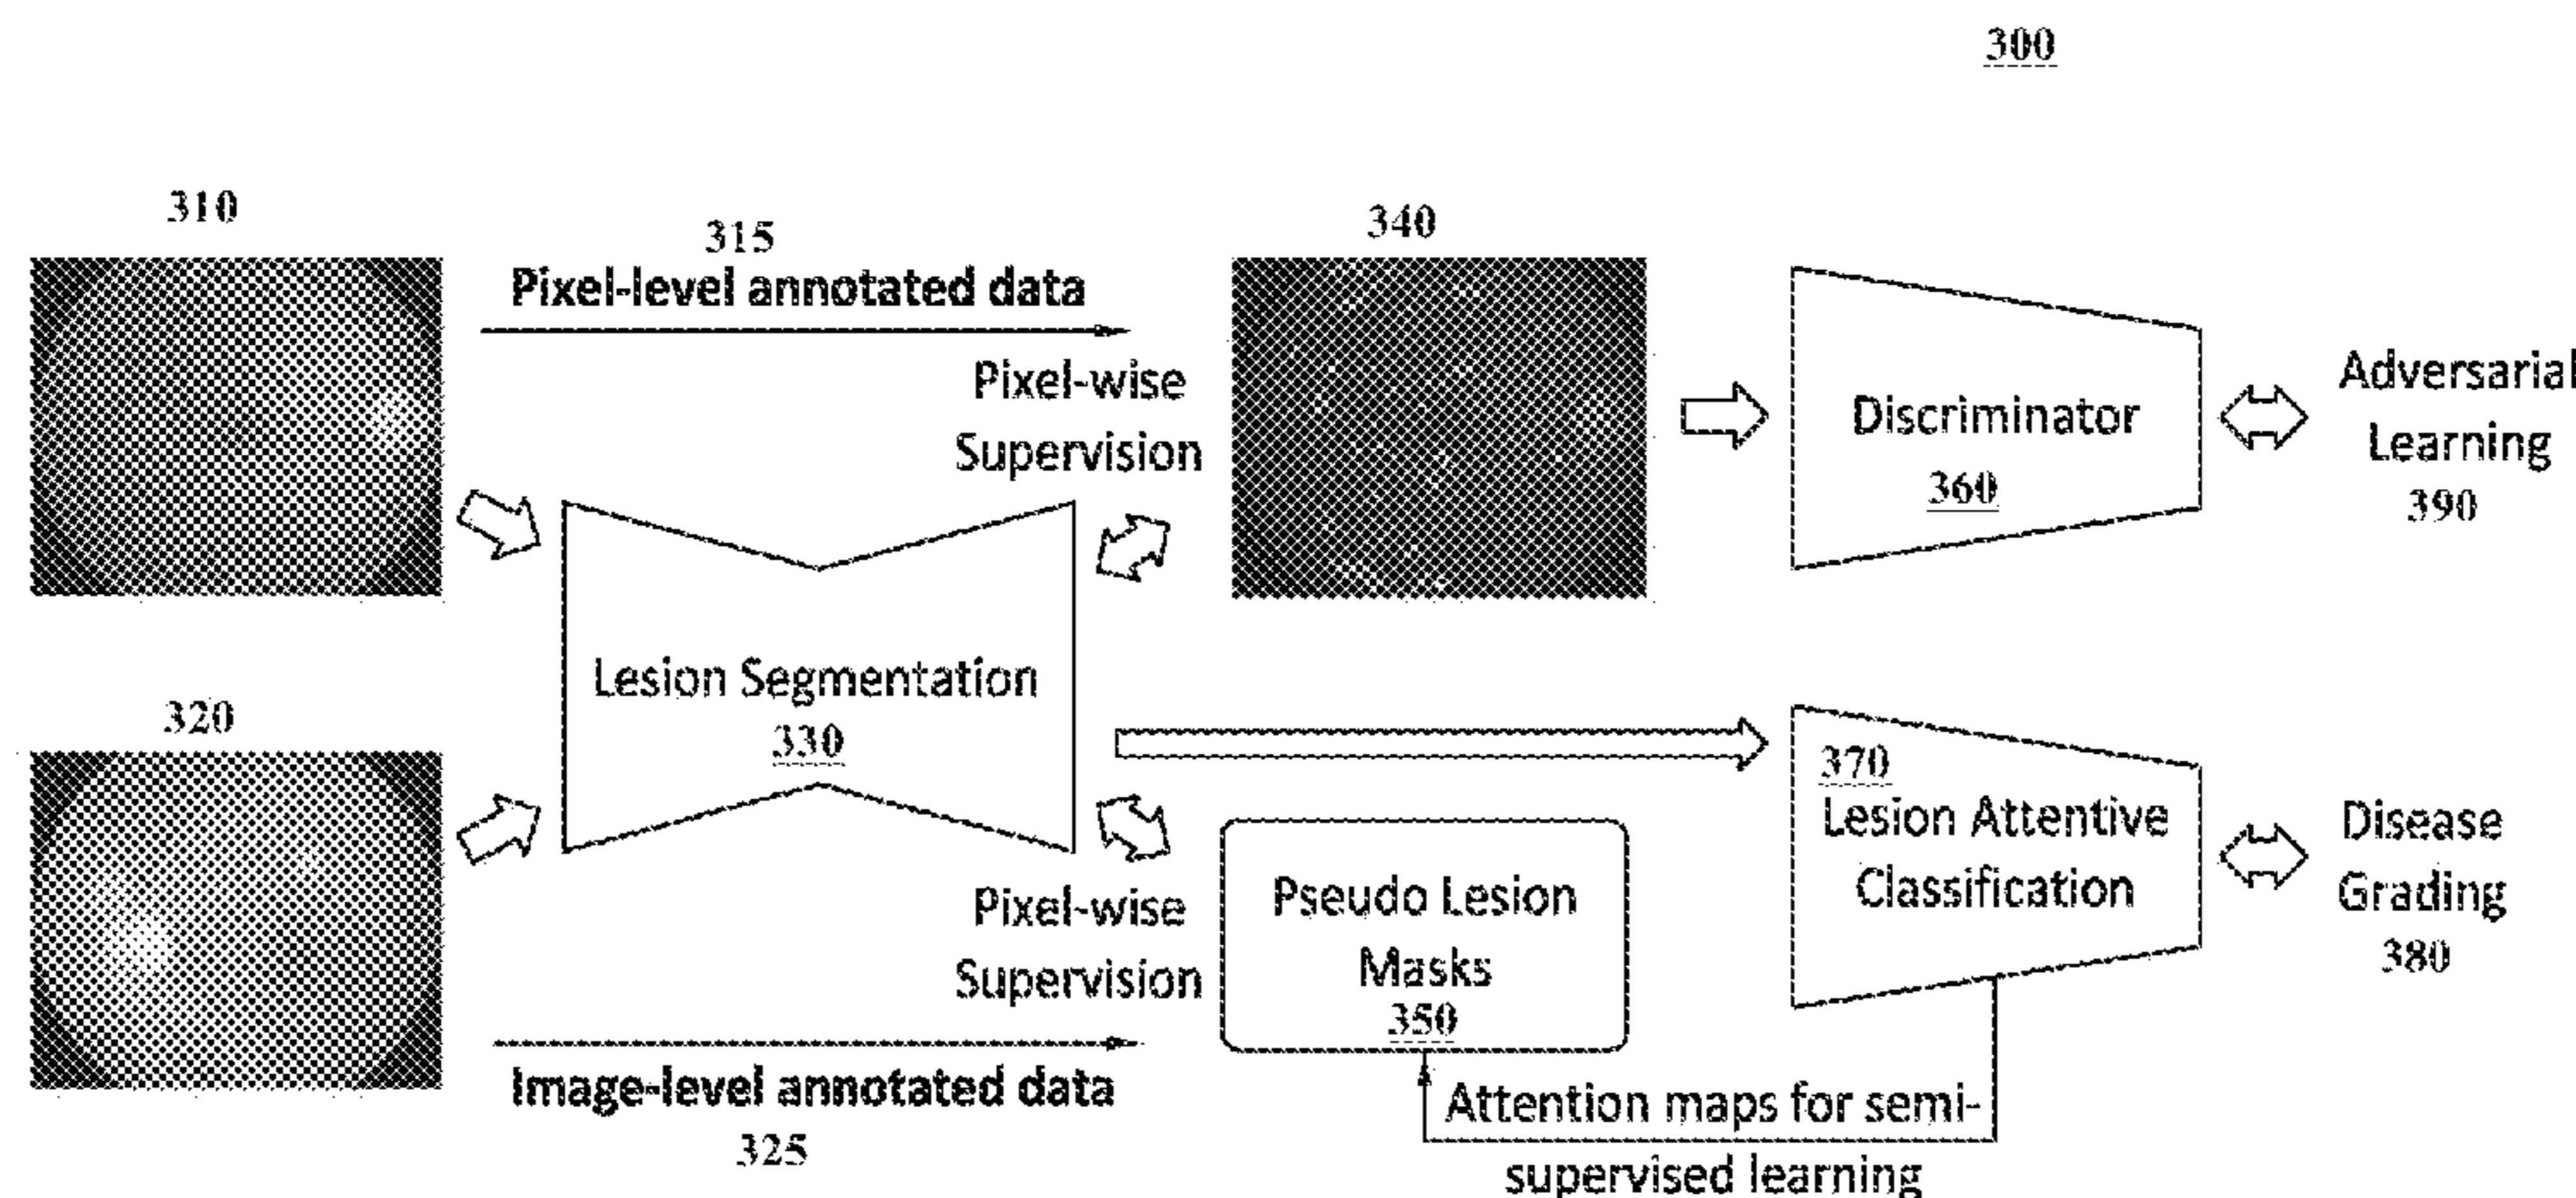 300
310
315
Pixel-level annotated data
340
Pixel-wise
Supervision
Discriminator
360
Adversarial
Learning
390
320
Lesion Segmentation
330
370
Lesion Attentive
Classification
Disease
Grading
380
Pixel-wise
Supervision
Pseudo Lesion
Masks
350
Image-level annotated data
325
Attention maps for semi-
supervised learning